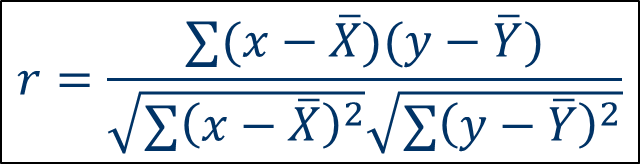 r = ∑(x − X̄)(y − Ȳ) / √∑(x − X̄)² √∑(y − Ȳ)²